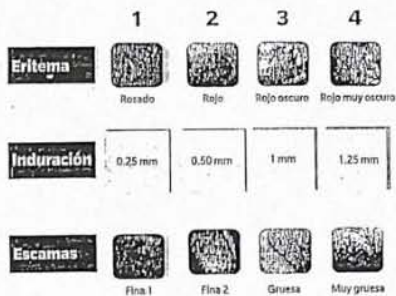 1 2 3 4
Eritema
Rosado Rojo Rojo oscuro Rojo muy oscuro
Induración 0.25 mm 0.50 mm 1 mm 1.25 mm
Escamas
Fina 1 Fina 2 Gruesa Muy gruesa